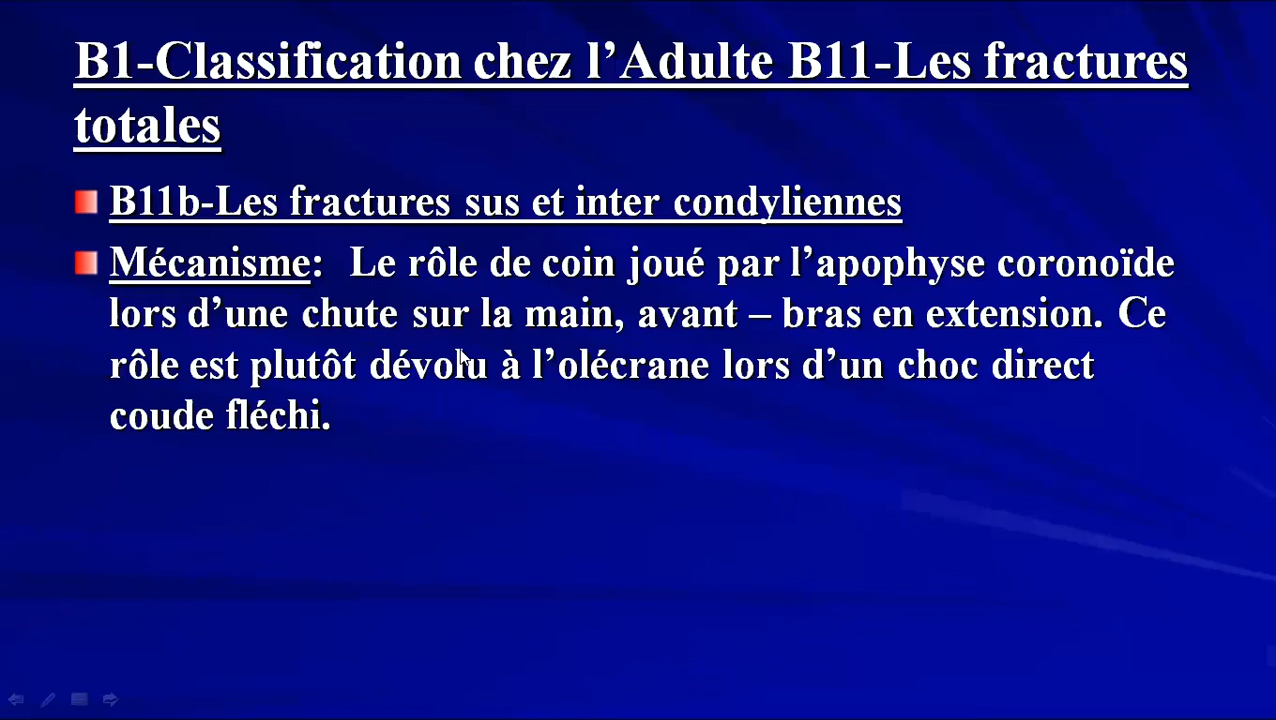 B1-Classification chez l’Adulte B11-Les fractures
totales
B11b-Les fractures sus et inter condyliennes
Mécanisme: Le rôle de coin joué par l’apophyse coronoïde
lors d’une chute sur la main, avant – bras en extension. Ce
rôle est plutôt dévolu à l’olécrane lors d’un choc direct
coude fléchi.